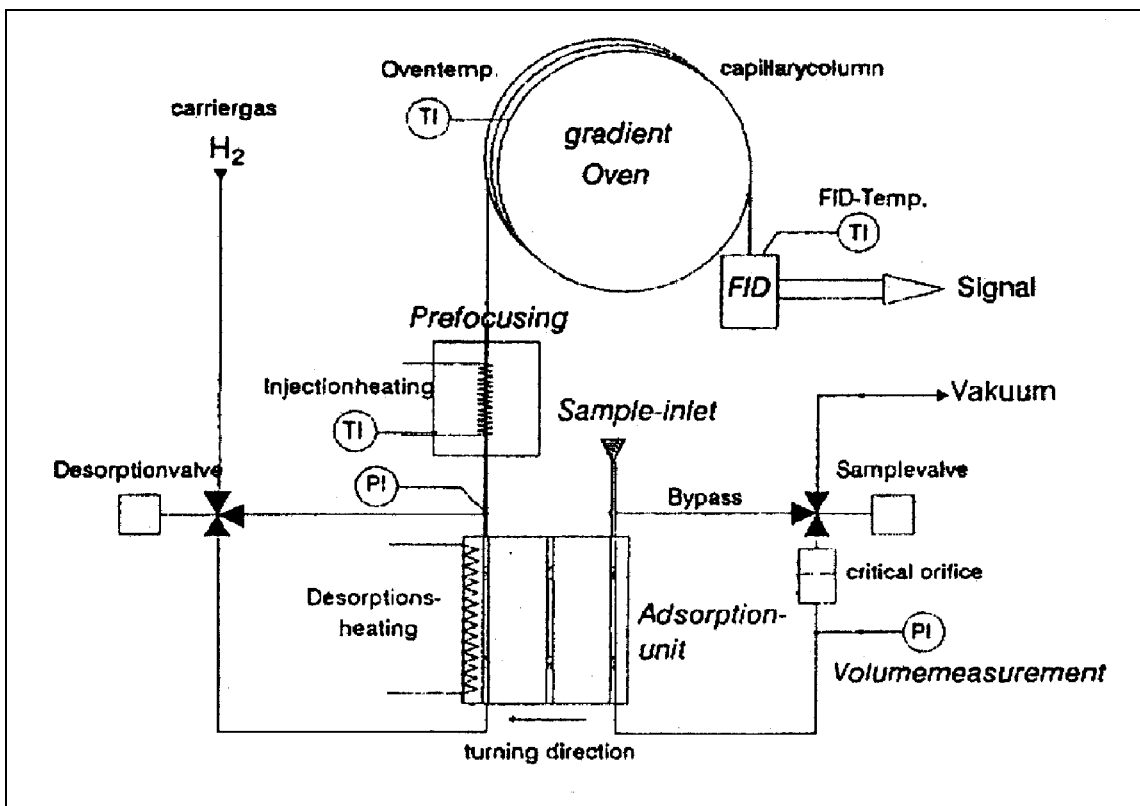 Oventemp.
capillarycolumn
TI
carriergas
H2
gradient
Oven
FID-Temp.
TI
FID
Signal
Prefocusing
Injectionheating
TI
Sample-inlet
Vakuum
Desorptionvalve
PI
Bypass
Samplevalve
critical orifice
Desorptions-
heating
Adsorption-
unit
PI
Volumemeasurement
turning direction